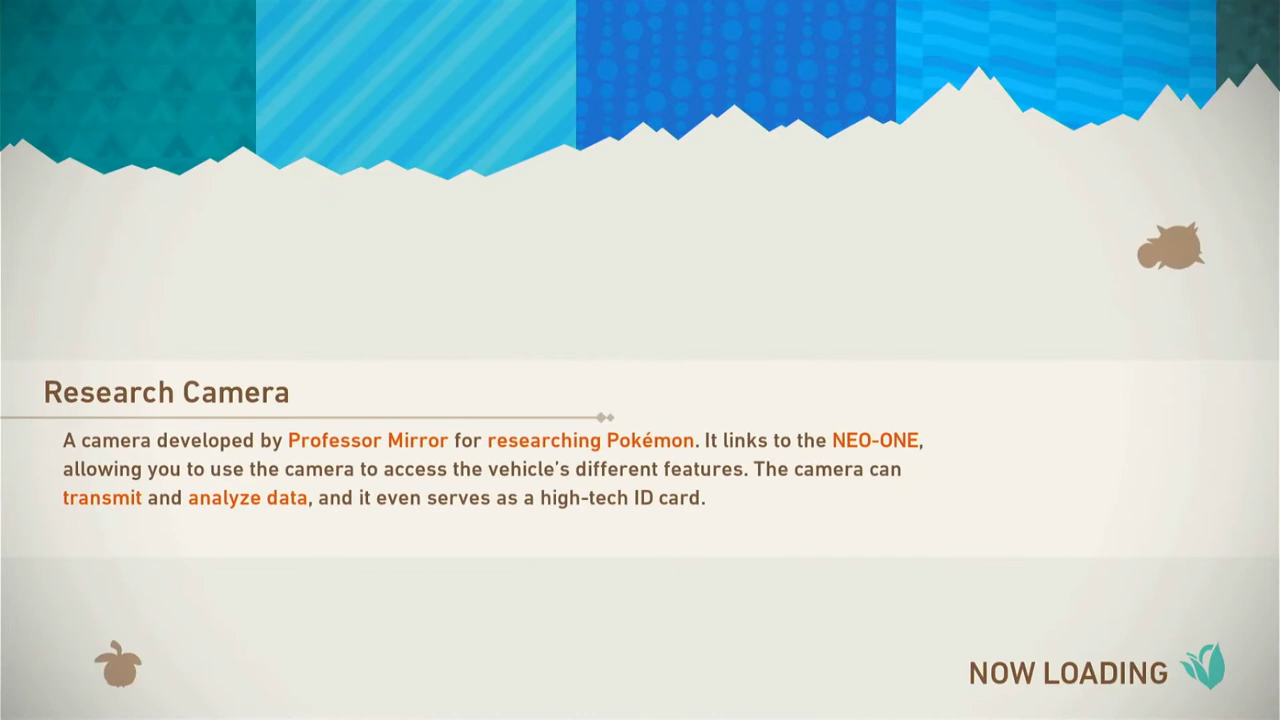 Research Camera
A camera developed by Professor Mirror for researching Pokémon. It links to the NEO-ONE,
allowing you to use the camera to access the vehicle's different features. The camera can
transmit and analyze data, and it even serves as a high-tech ID card.
NOW LOADING